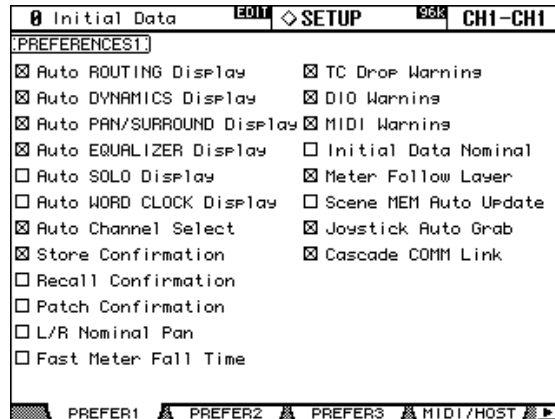 0 Initial Data EDIT ◇SETUP 96K CH1-CH1
PREFERENCES1
☒ Auto ROUTING Display
☒ Auto DYNAMICS Display
☒ Auto PAN/SURROUND Display
☒ Auto EQUALIZER Display
☐ Auto SOLO Display
☐ Auto WORD CLOCK Display
☒ Auto Channel Select
☒ Store Confirmation
☐ Recall Confirmation
☐ Patch Confirmation
☐ L/R Nominal Pan
☐ Fast Meter Fall Time
☒ TC Drop Warning
☒ DIO Warning
☒ MIDI Warning
☐ Initial Data Nominal
☒ Meter Follow Layer
☐ Scene MEM Auto Update
☒ Joystick Auto Grab
☒ Cascade COMM Link
PREFER1 PREFER2 PREFER3 MIDI/HOST